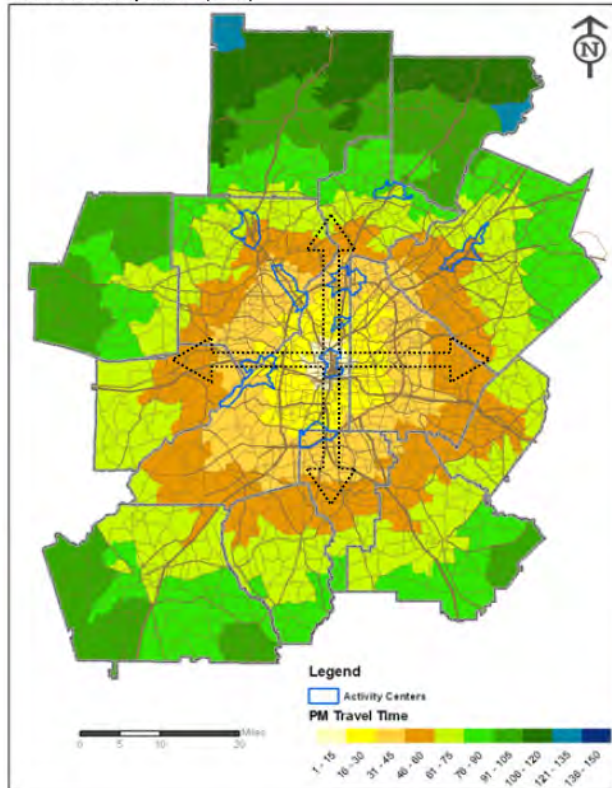 N
Legend
Activity Centers
PM Travel Time
Miles
0 5 10 20
1 - 15 16 - 30 31 - 45 46 - 60 61 - 75 76 - 90 91 - 105 106 - 120 121 - 135 136 - 150